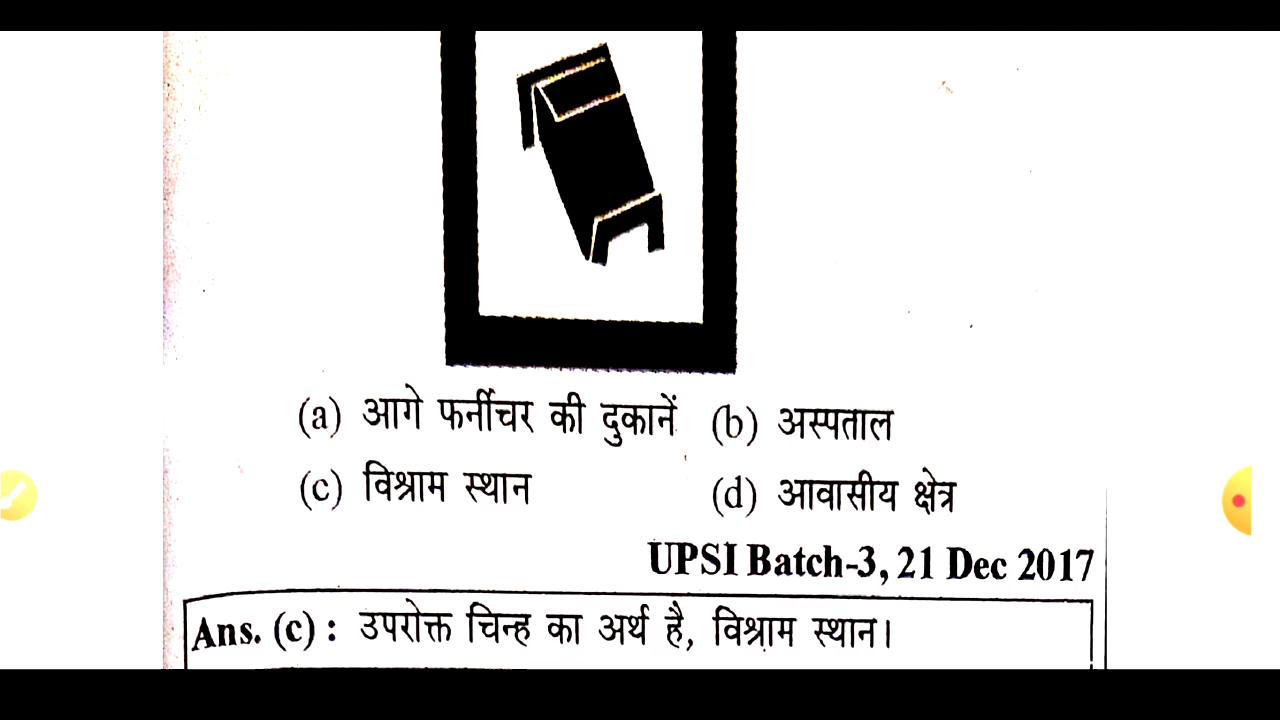 (a) आगे फर्नीचर की दुकानें (b) अस्पताल
(c) विश्राम स्थान (d) आवासीय क्षेत्र
UPSI Batch-3, 21 Dec 2017
Ans. (c) : उपरोक्त चिन्ह का अर्थ है, विश्राम स्थान।